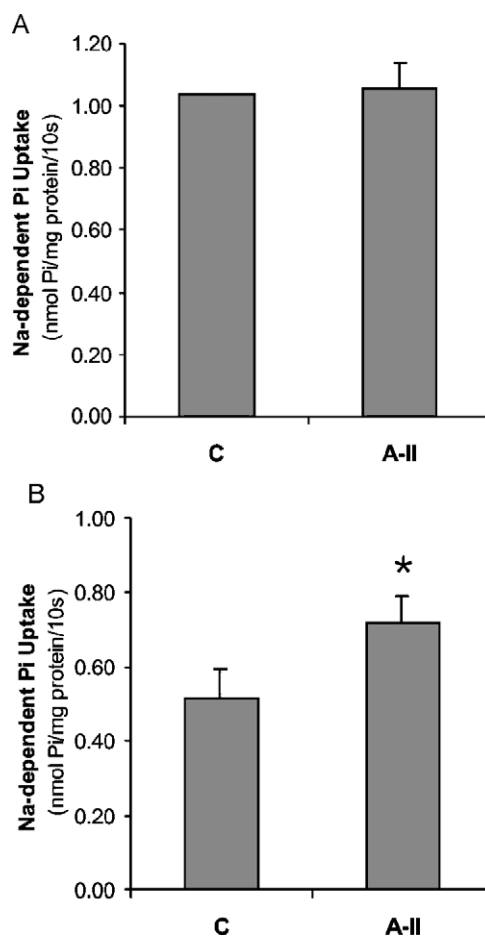 A
Na-dependent Pi Uptake
(nmol Pi/mg protein/10s)
1.20
1.00
0.80
0.60
0.40
0.20
0.00
C A-II
B
Na-dependent Pi Uptake
(nmol Pi/mg protein/10s)
1.00
0.80
0.60
0.40
0.20
0.00
*
C A-II